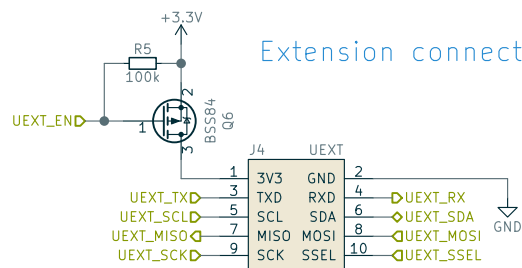 +3.3V
Extension connect
R5
100k
2
UEXT_EN
1
BSS84
Q6
3
J4 UEXT
1 3V3 GND 2
UEXT_TX 3 TXD RXD 4 UEXT_RX
UEXT_SCL 5 SCL SDA 6 UEXT_SDA
GND
UEXT_MISO 7 MISO MOSI 8 UEXT_MOSI
UEXT_SCK 9 SCK SSEL 10 UEXT_SSEL